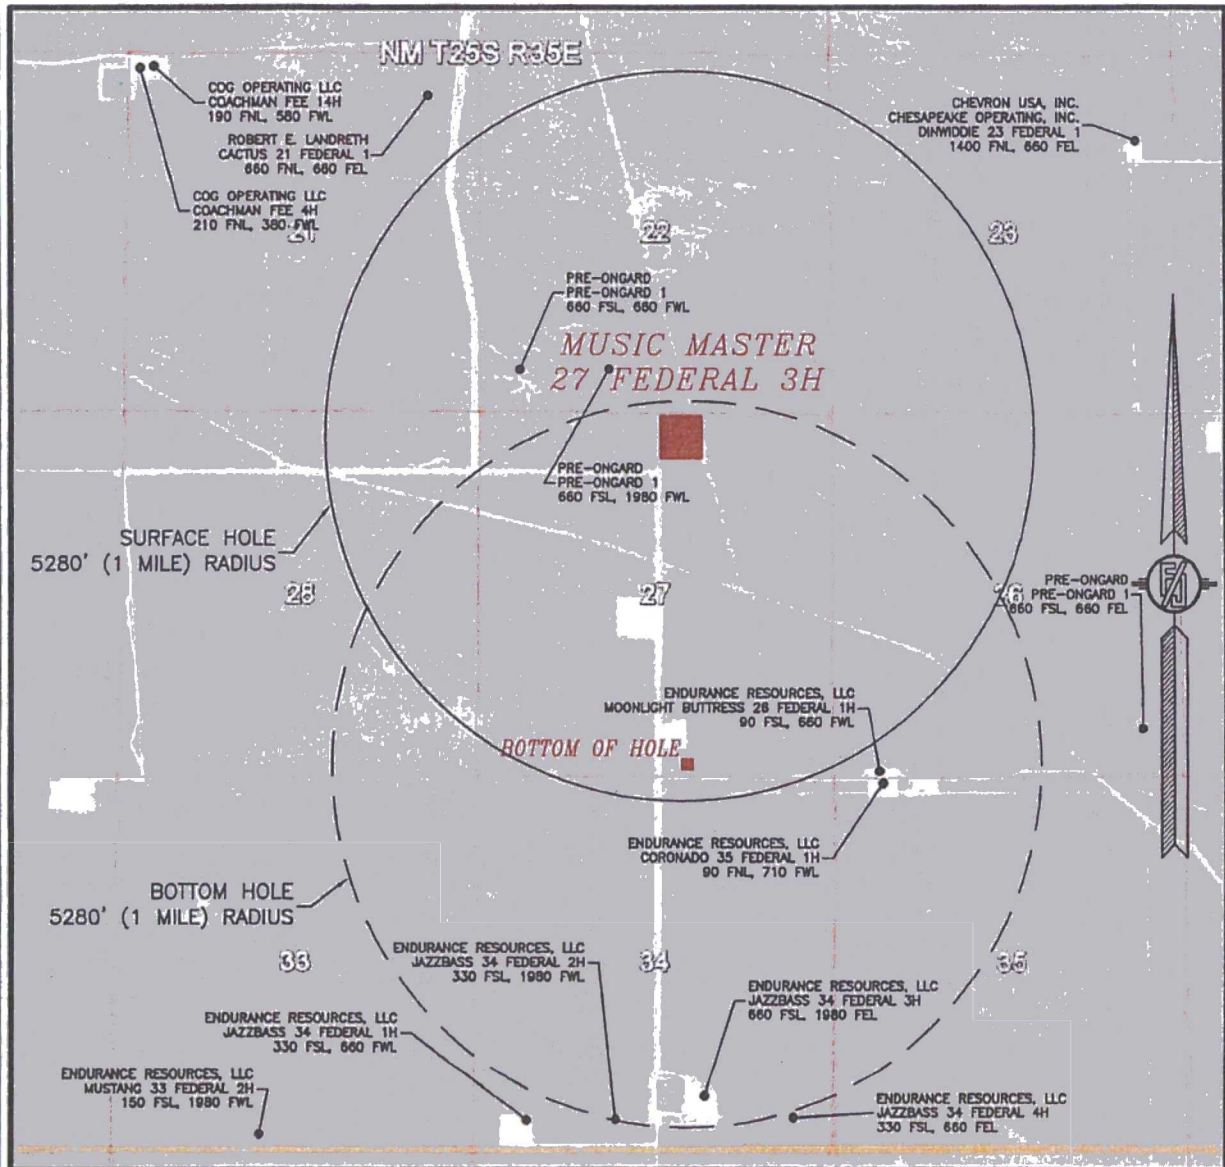 NM T25S R35E
COG OPERATING LLC
COACHMAN FEE 14H
190 FNL, 580 FWL
ROBERT E. LANDRETH
CACTUS 21 FEDERAL 1
660 FNL, 660 FEL
COG OPERATING LLC
COACHMAN FEE 4H
210 FNL, 380 FWL
CHEVRON USA, INC.
CHESAPEAKE OPERATING, INC.
DINWIDDIE 23 FEDERAL 1
1400 FNL, 660 FEL
21
22
23
PRE-ONGARD
PRE-ONGARD 1
660 FSL, 660 FWL
MUSIC MASTER
27 FEDERAL 3H
PRE-ONGARD
PRE-ONGARD 1
660 FSL, 1980 FWL
SURFACE HOLE
5280' (1 MILE) RADIUS
28
27
26
PRE-ONGARD
PRE-ONGARD 1
660 FSL, 660 FEL
ENDURANCE RESOURCES, LLC
MOONLIGHT BUTTRESS 26 FEDERAL 1H
90 FSL, 660 FWL
BOTTOM OF HOLE
ENDURANCE RESOURCES, LLC
CORONADO 35 FEDERAL 1H
90 FNL, 710 FWL
BOTTOM HOLE
5280' (1 MILE) RADIUS
33
34
35
ENDURANCE RESOURCES, LLC
JAZZBASS 34 FEDERAL 2H
330 FSL, 1980 FWL
ENDURANCE RESOURCES, LLC
JAZZBASS 34 FEDERAL 3H
660 FSL, 1980 FEL
ENDURANCE RESOURCES, LLC
JAZZBASS 34 FEDERAL 1H
330 FSL, 660 FWL
ENDURANCE RESOURCES, LLC
MUSTANG 33 FEDERAL 2H
150 FSL, 1980 FWL
ENDURANCE RESOURCES, LLC
JAZZBASS 34 FEDERAL 4H
330 FSL, 660 FEL